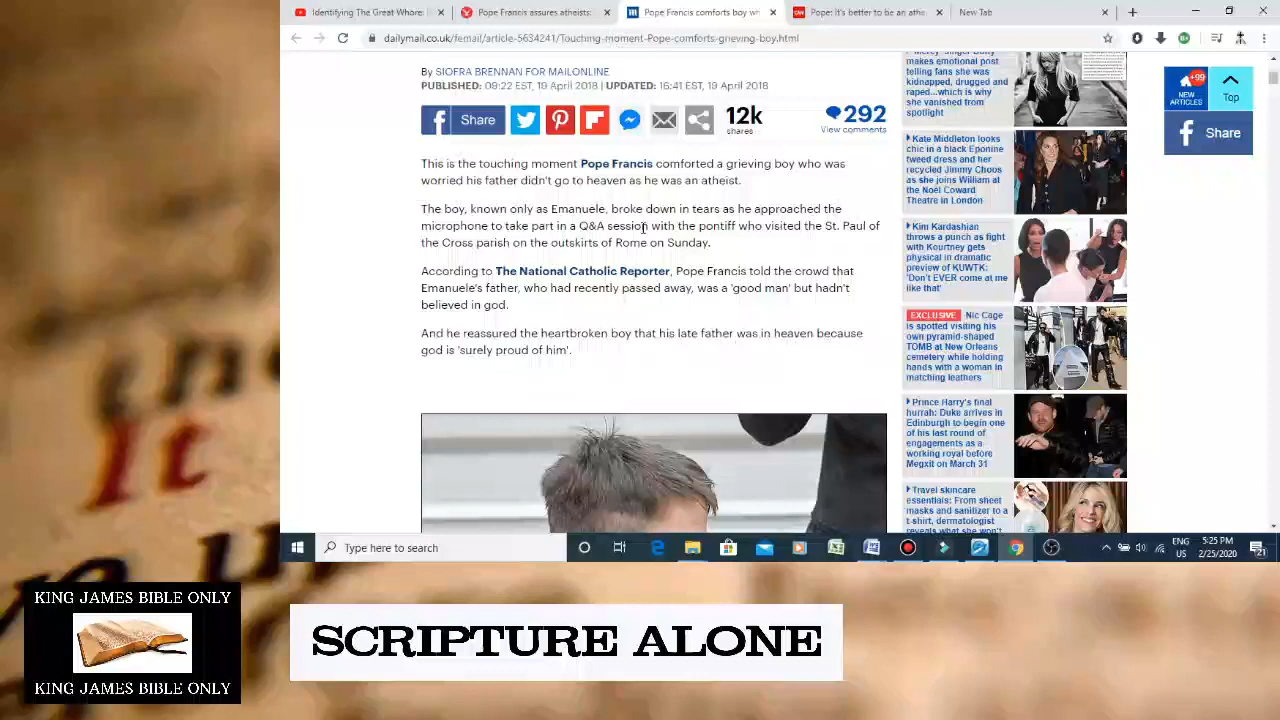 Identifying The Great Whore:
Pope Francis assures atheists:
Pope Francis comforts boy wh
Pope: It's better to be an athe
New Tab
dailymail.co.uk/femail/article-5634241/Touching-moment-Pope-comforts-grieving-boy.html
By SIOFRA BRENNAN FOR MAILONLINE
PUBLISHED: 09:22 EST, 19 April 2018 | UPDATED: 15:41 EST, 19 April 2018
Share
12k
shares
292
View comments
This is the touching moment Pope Francis comforted a grieving boy who was
worried his father didn't go to heaven as he was an atheist.
The boy, known only as Emanuele, broke down in tears as he approached the
microphone to take part in a Q&A session with the pontiff who visited the St. Paul of
the Cross parish on the outskirts of Rome on Sunday.
According to The National Catholic Reporter, Pope Francis told the crowd that
Emanuele's father, who had recently passed away, was a 'good man' but hadn't
believed in god.
And he reassured the heartbroken boy that his late father was in heaven because
god is 'surely proud of him'.
'Mercy' singer Duffy
makes emotional post
telling fans she was
kidnapped, drugged and
raped...which is why
she vanished from
spotlight
Kate Middleton looks
chic in a black Eponine
tweed dress and her
recycled Jimmy Choos
as she joins William at
the Noël Coward
Theatre in London
Kim Kardashian
throws a punch as fight
with Kourtney gets
physical in dramatic
preview of KUWTK:
'Don't EVER come at me
like that'
EXCLUSIVE Nic Cage
is spotted visiting his
own pyramid-shaped
TOMB at New Orleans
cemetery while holding
hands with a woman in
matching leathers
Prince Harry's final
hurrah: Duke arrives in
Edinburgh to begin one
of his last round of
engagements as a
working royal before
Megxit on March 31
Travel skincare
essentials: From sheet
masks and sanitizer to a
t-shirt, dermatologist
reveals what she won't
+99
NEW
ARTICLES
Top
Share
Type here to search
ENG
US
5:25 PM
2/25/2020
21
It
KING JAMES BIBLE ONLY
KING JAMES BIBLE ONLY
SCRIPTURE ALONE